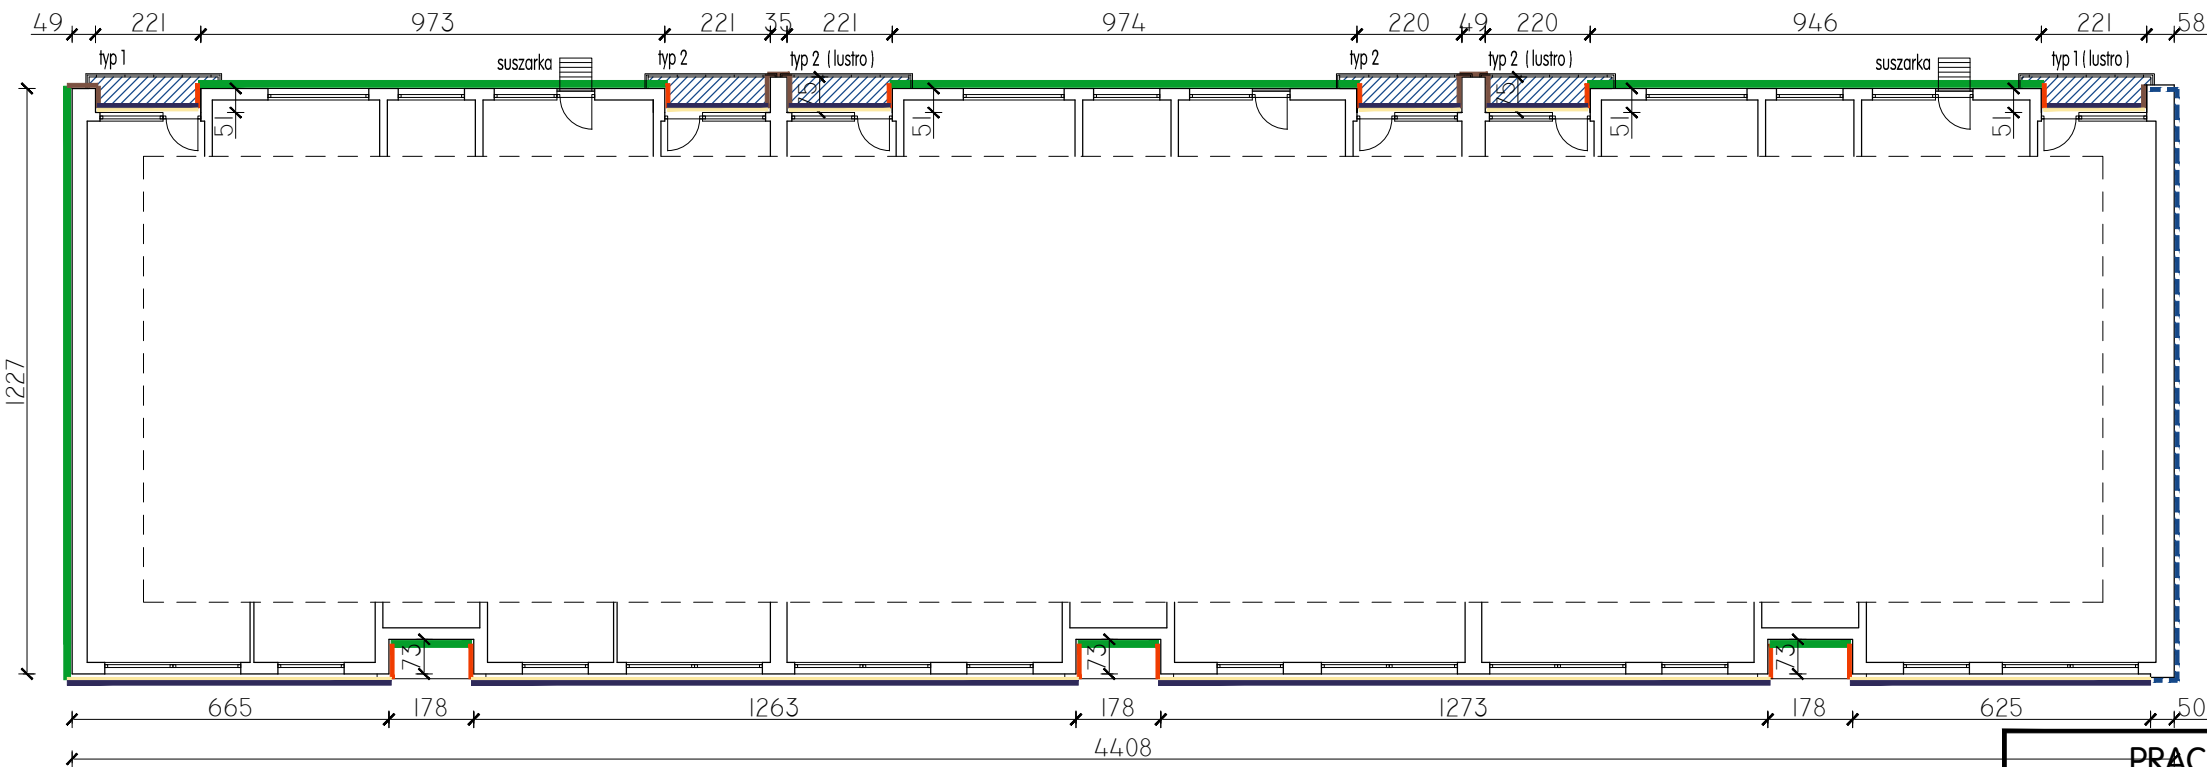 49 221 973 221 35 221 974 220 49 220 946 221 58
typ 1 suszarka typ 2 typ 2 ( lustro ) typ 2 typ 2 ( lustro ) suszarka typ 1 ( lustro )
51 75 51 75 51 51
1227
73 73 73
665 178 1263 178 1273 178 625 50
4408